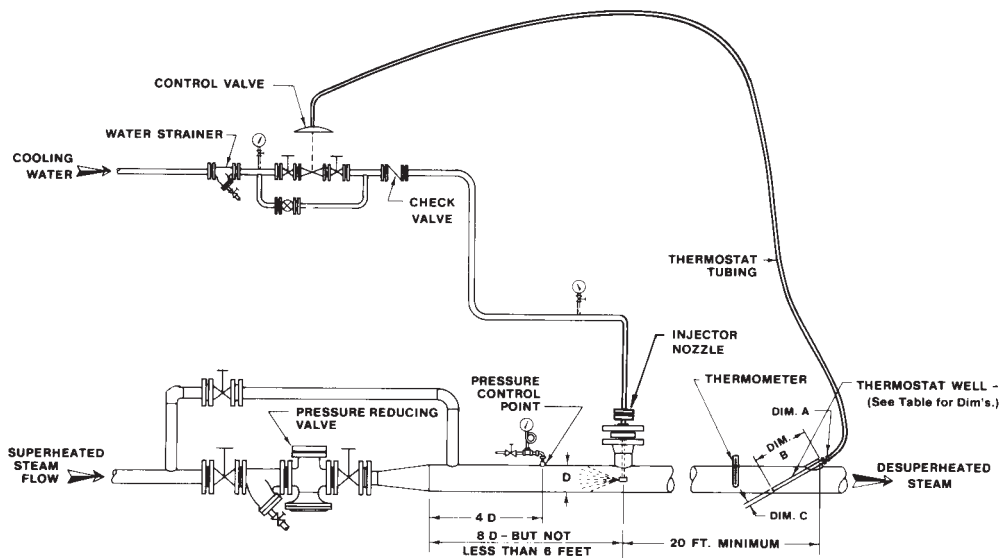 CONTROL VALVE
WATER STRAINER
COOLING
WATER
CHECK
VALVE
THERMOSTAT
TUBING
INJECTOR
NOZZLE
PRESSURE
CONTROL
POINT
THERMOMETER
THERMOSTAT WELL -
(See Table for Dim's.)
DIM. A
DIM.
B
PRESSURE REDUCING
VALVE
SUPERHEATED
STEAM
FLOW
D
DESUPERHEATED
STEAM
DIM. C
4 D
8 D - BUT NOT
LESS THAN 6 FEET
20 FT. MINIMUM